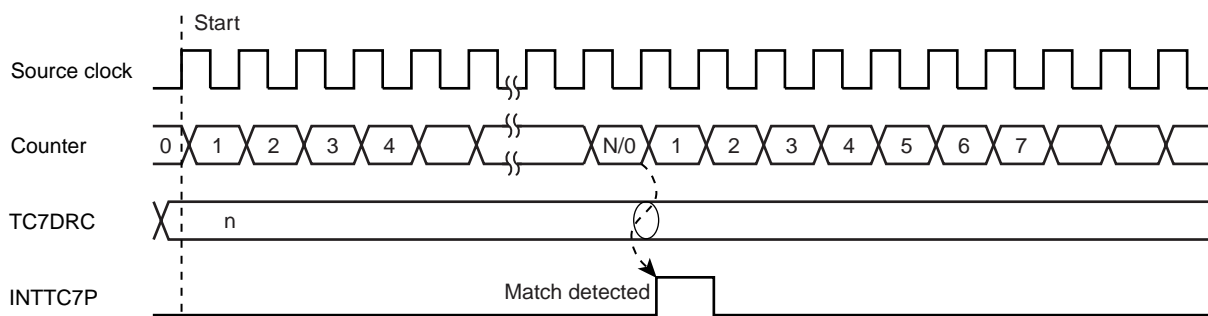 Start
Source clock
Counter 0 1 2 3 4 N/0 1 2 3 4 5 6 7
TC7DRC n
INTTC7P Match detected